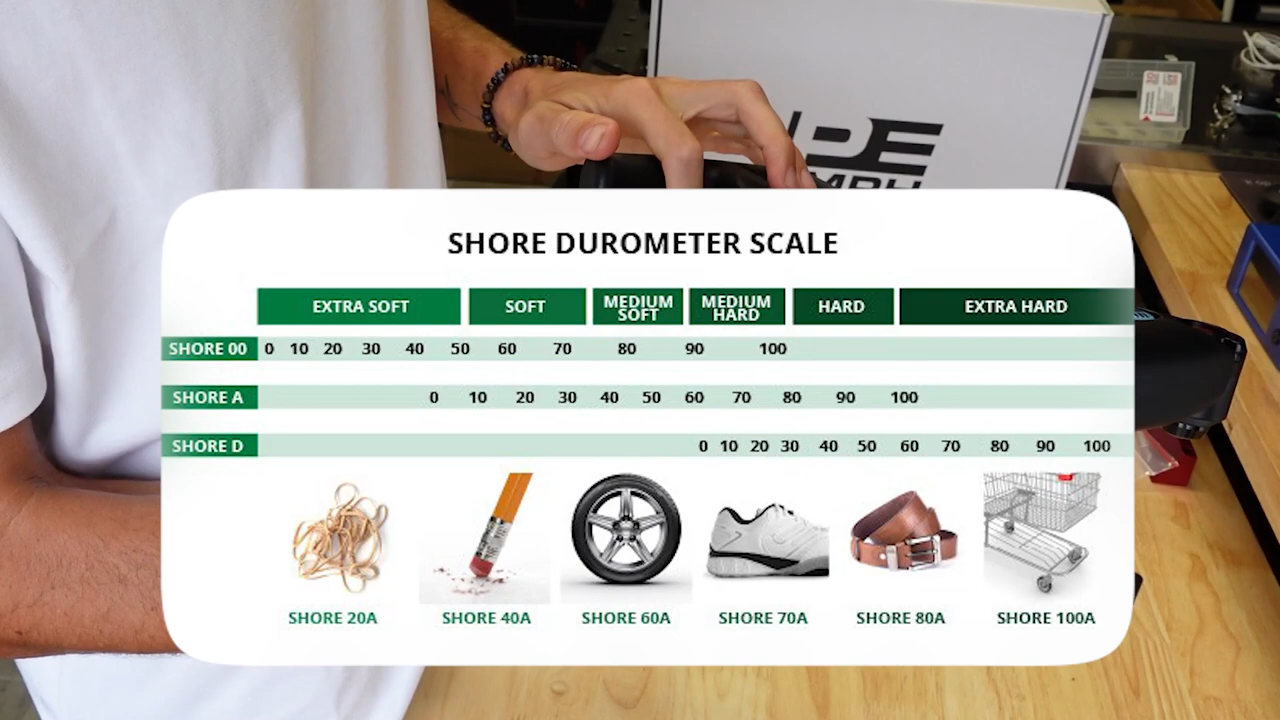 SHORE DUROMETER SCALE
EXTRA SOFT SOFT MEDIUM SOFT MEDIUM HARD HARD EXTRA HARD
SHORE 00 0 10 20 30 40 50 60 70 80 90 100
SHORE A 0 10 20 30 40 50 60 70 80 90 100
SHORE D 0 10 20 30 40 50 60 70 80 90 100
SHORE 20A SHORE 40A SHORE 60A SHORE 70A SHORE 80A SHORE 100A